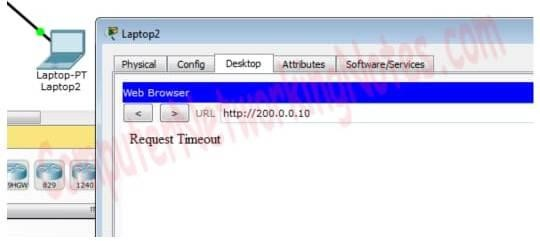 Laptop2
Physical Config Desktop Attributes Software/Services
Laptop-PT
Laptop2
Web Browser
< > URL http://200.0.0.10
Request Timeout
9HGW 829 1240
ComputerNetworkingNotes.com